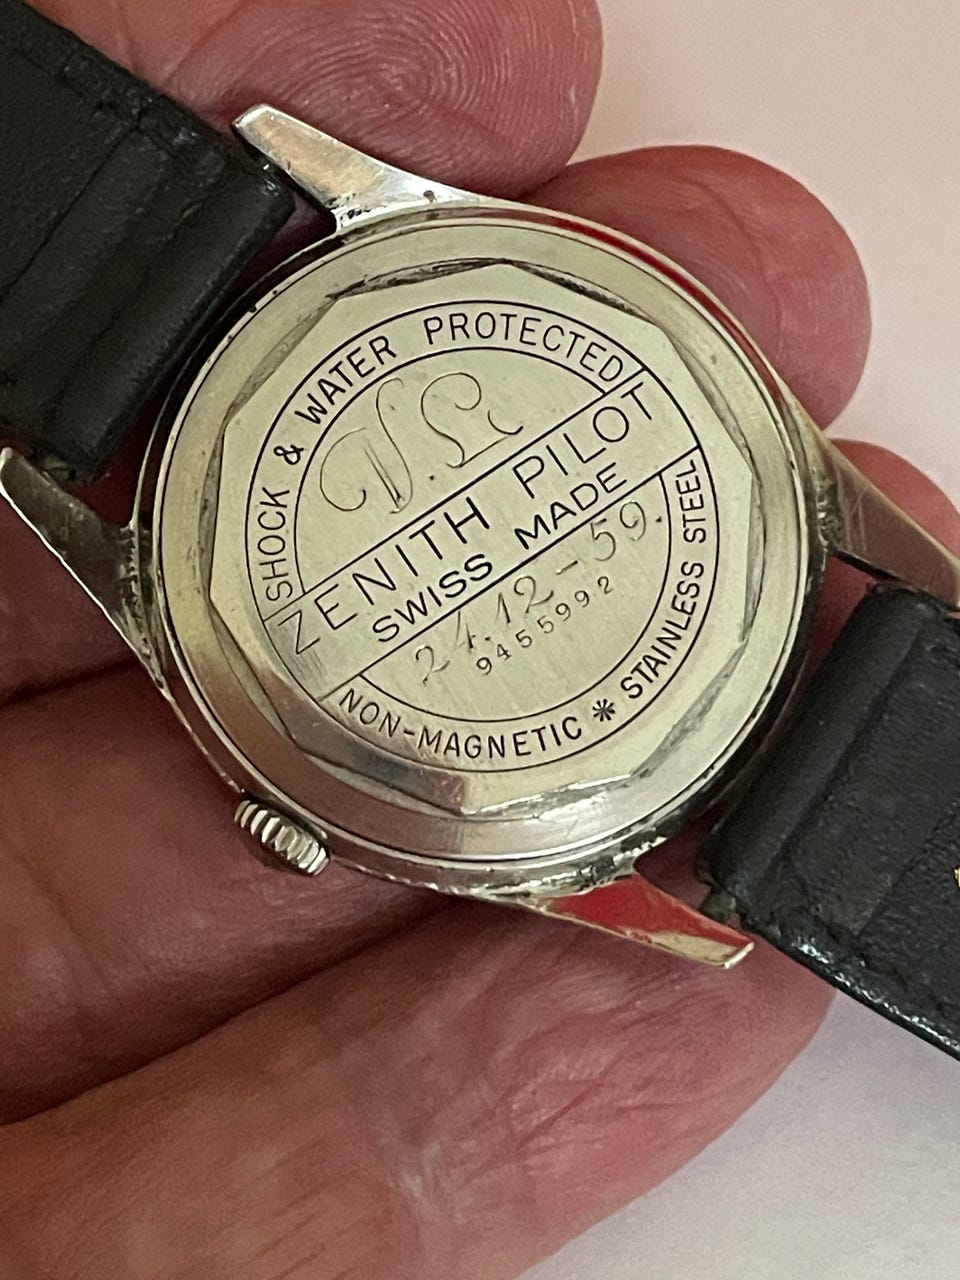 SHOCK & WATER PROTECTED
ZENITH PILOT
SWISS MADE
24.12-59.
9455992
NON-MAGNETIC * STAINLESS STEEL